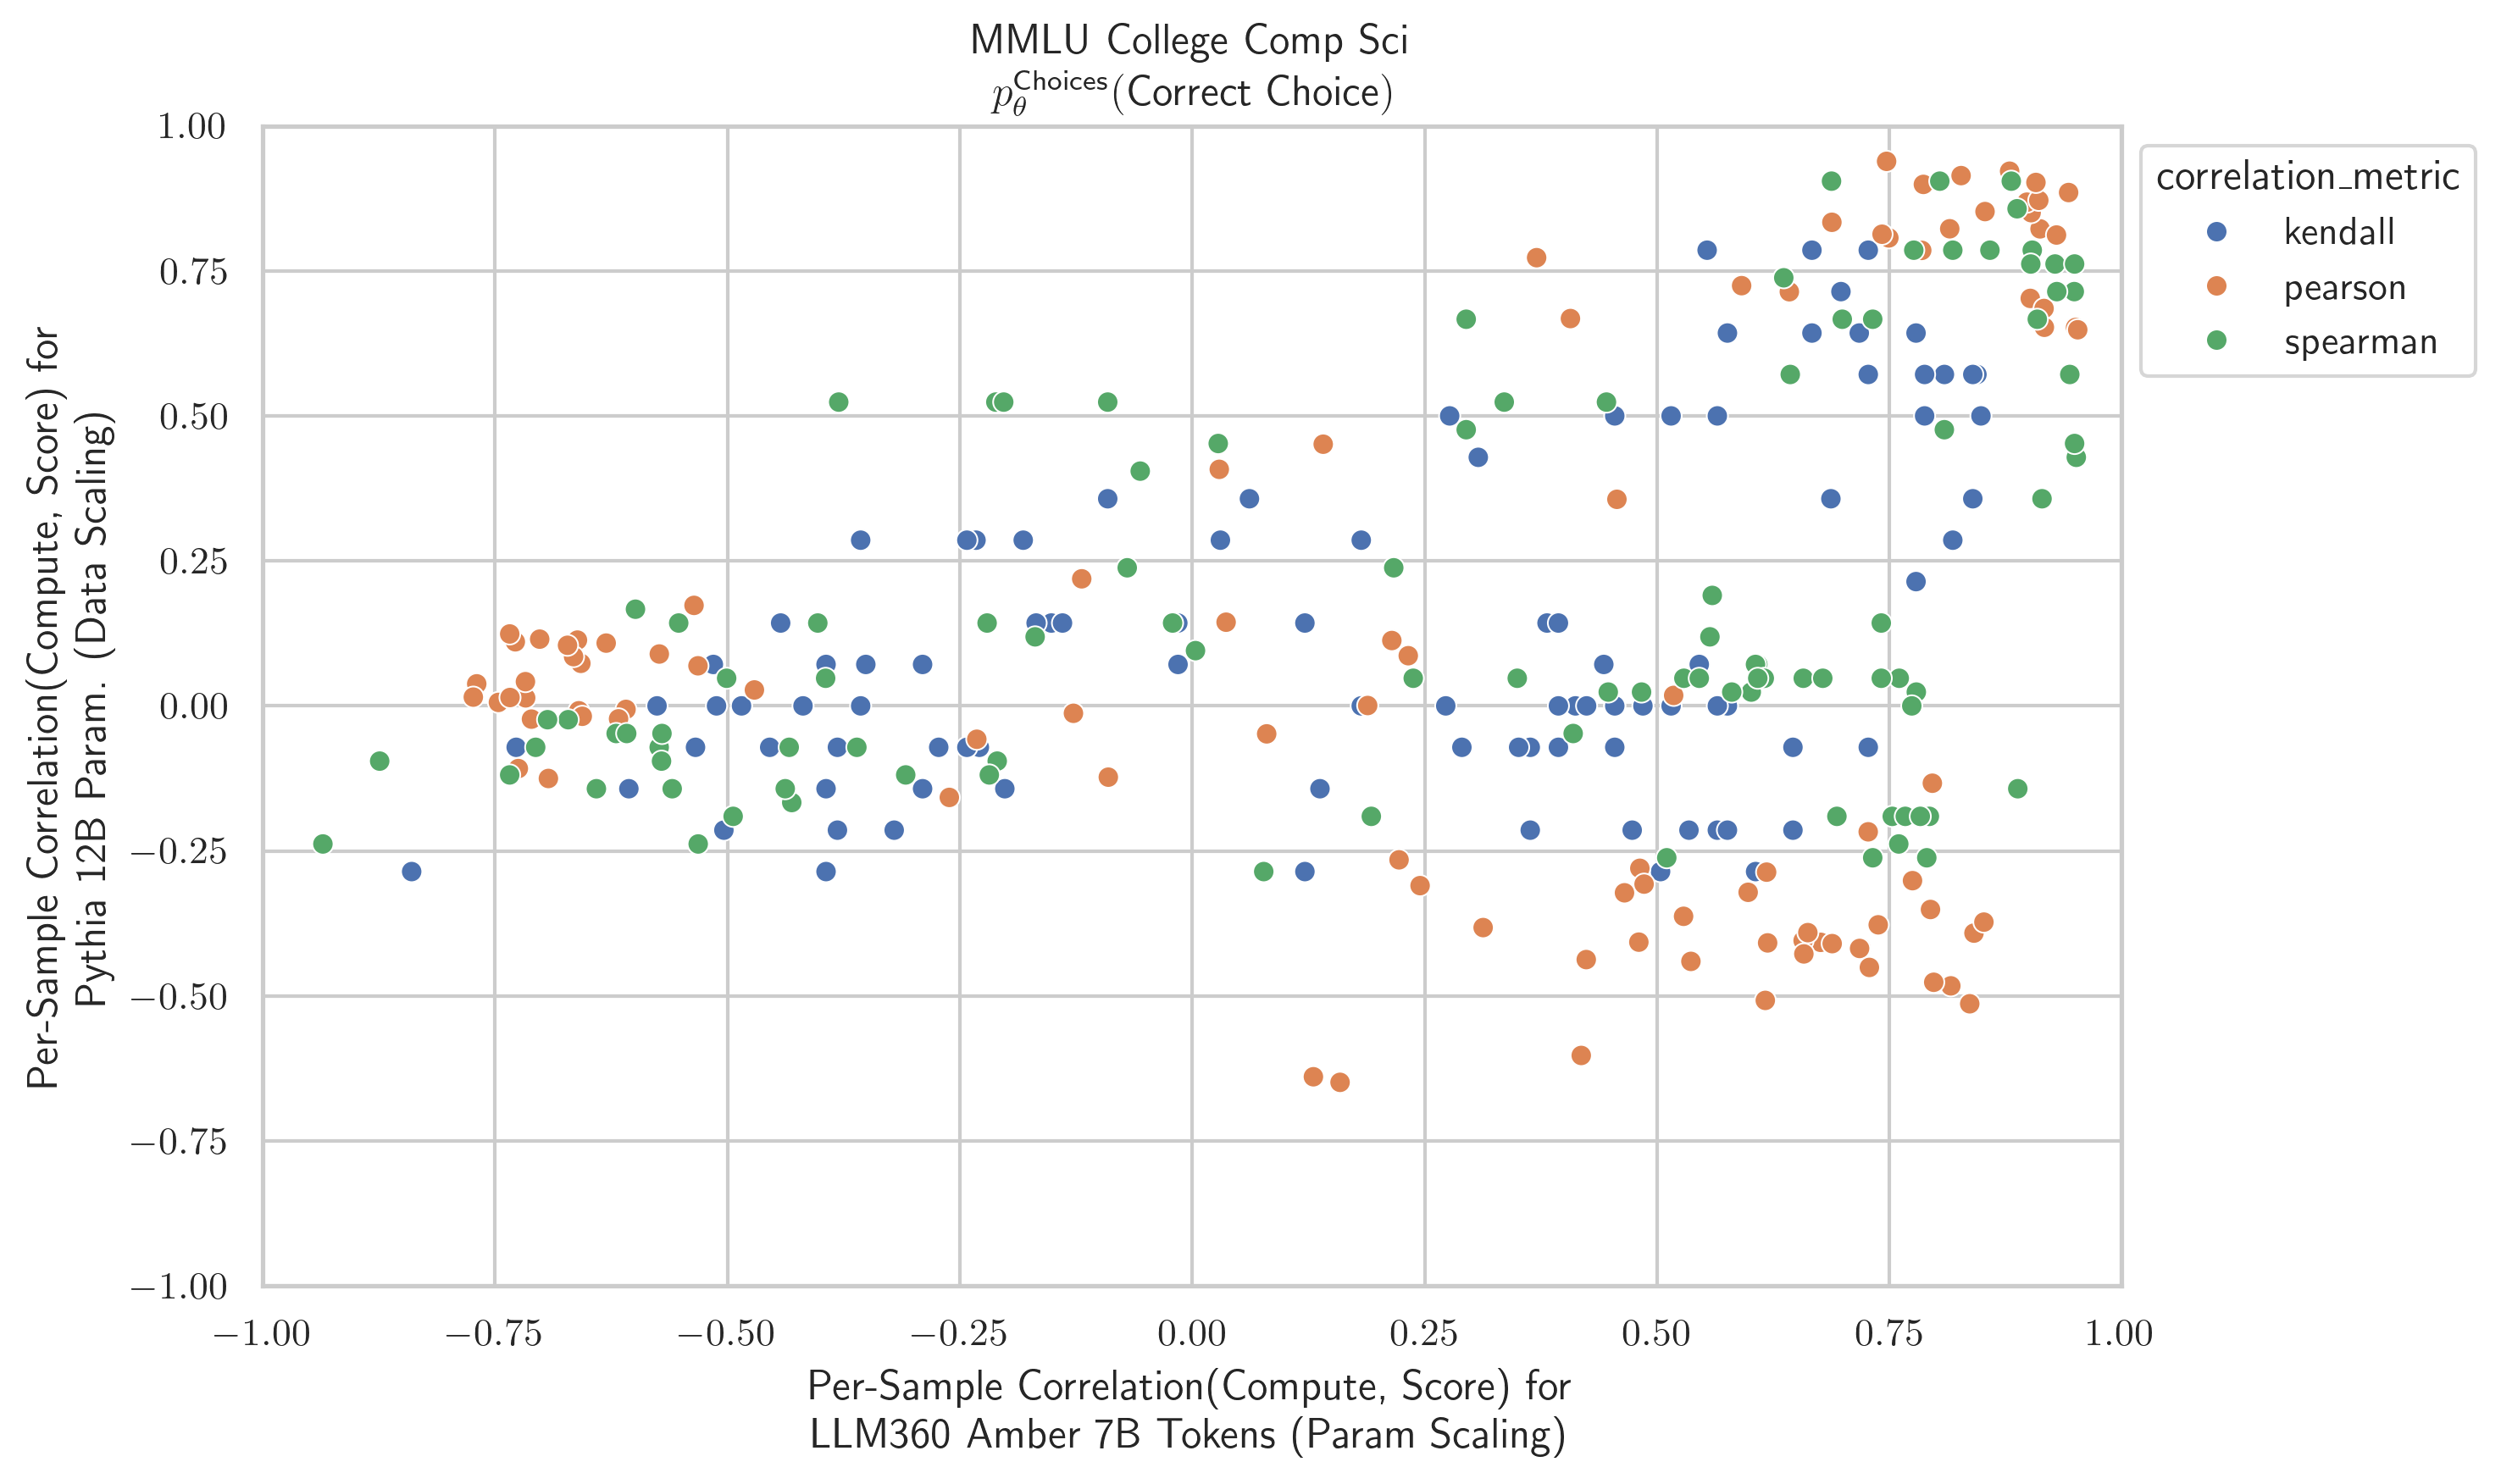 MMLU College Comp Sci
p_θ^Choices(Correct Choice)
1.00
0.75
0.50
0.25
0.00
−0.25
−0.50
−0.75
−1.00
Per-Sample Correlation(Compute, Score) for
Pythia 12B Param. (Data Scaling)
−1.00 −0.75 −0.50 −0.25 0.00 0.25 0.50 0.75 1.00
Per-Sample Correlation(Compute, Score) for
LLM360 Amber 7B Tokens (Param Scaling)
correlation_metric
kendall
pearson
spearman